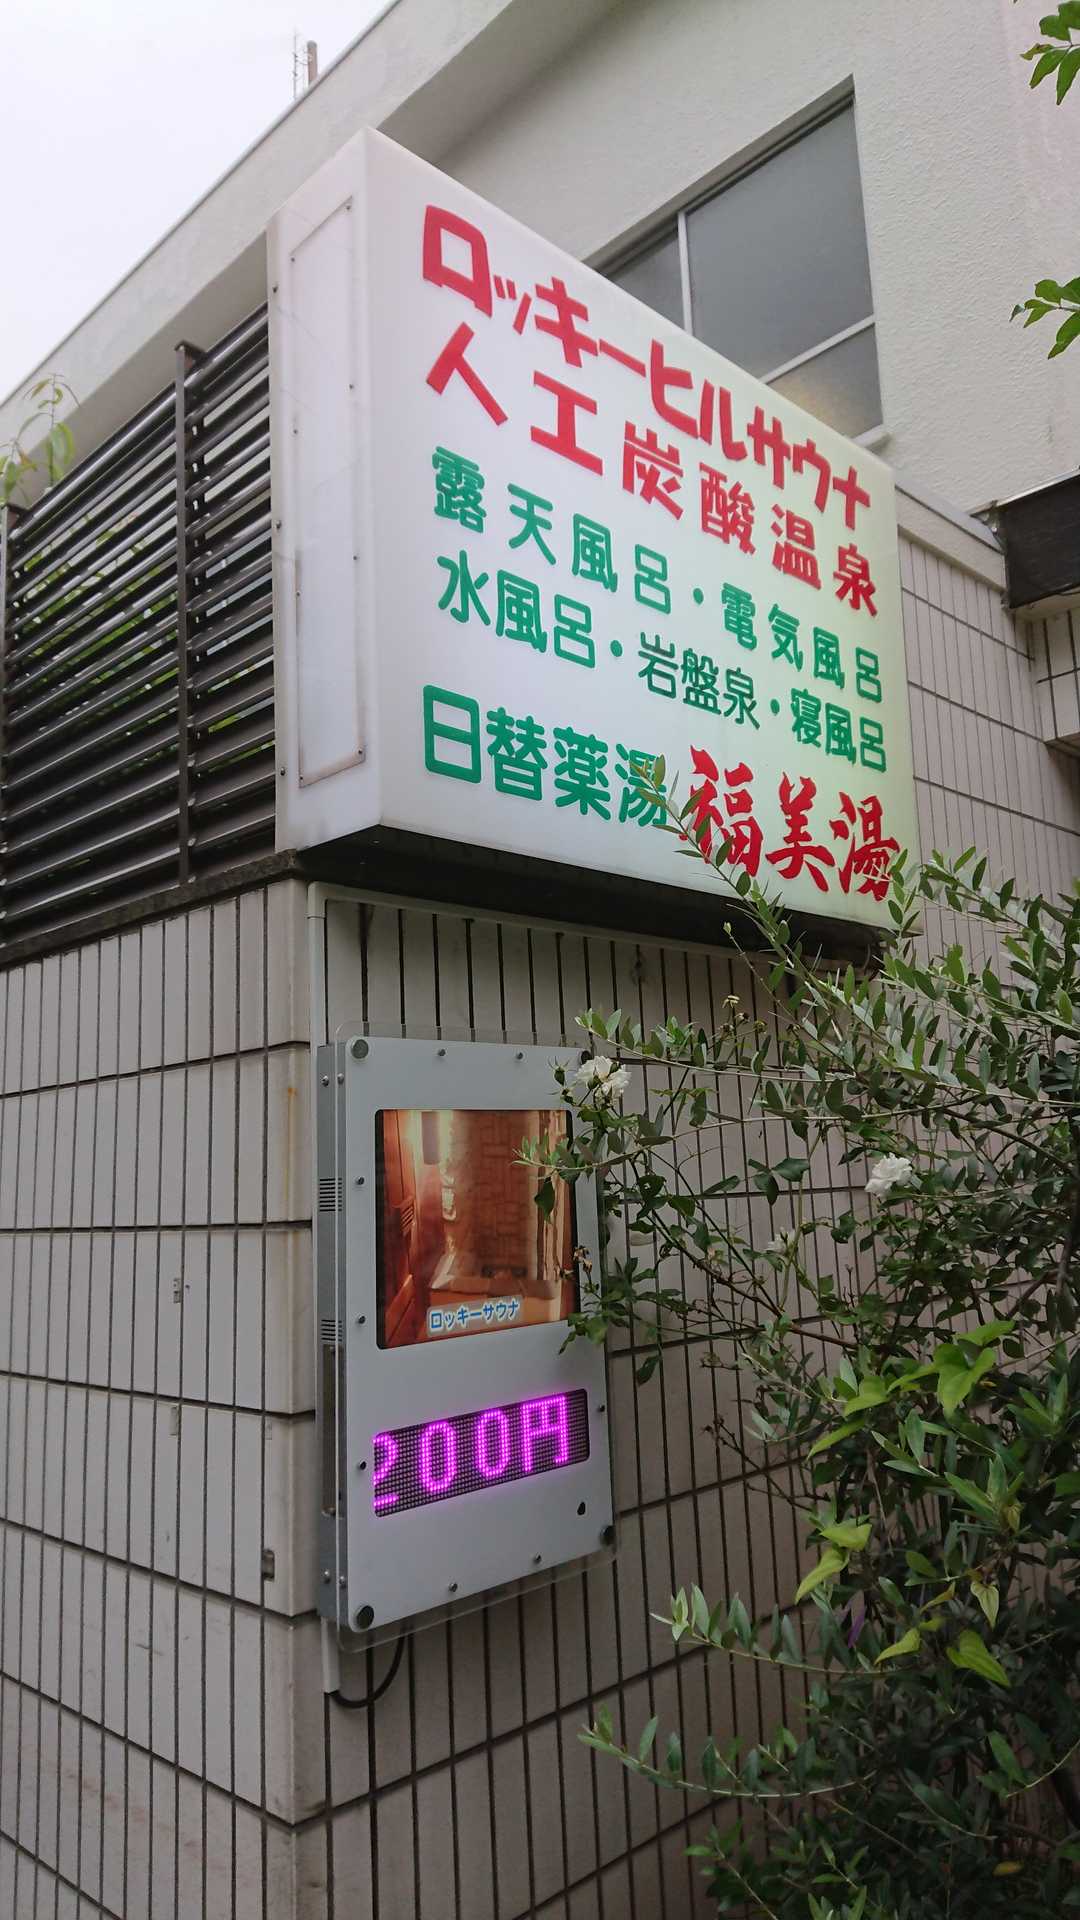 ロッキーヒルサウナ
人工炭酸温泉
露天風呂・電気風呂
水風呂・岩盤泉・寝風呂
日替薬湯 福美湯
ロッキーサウナ
200円